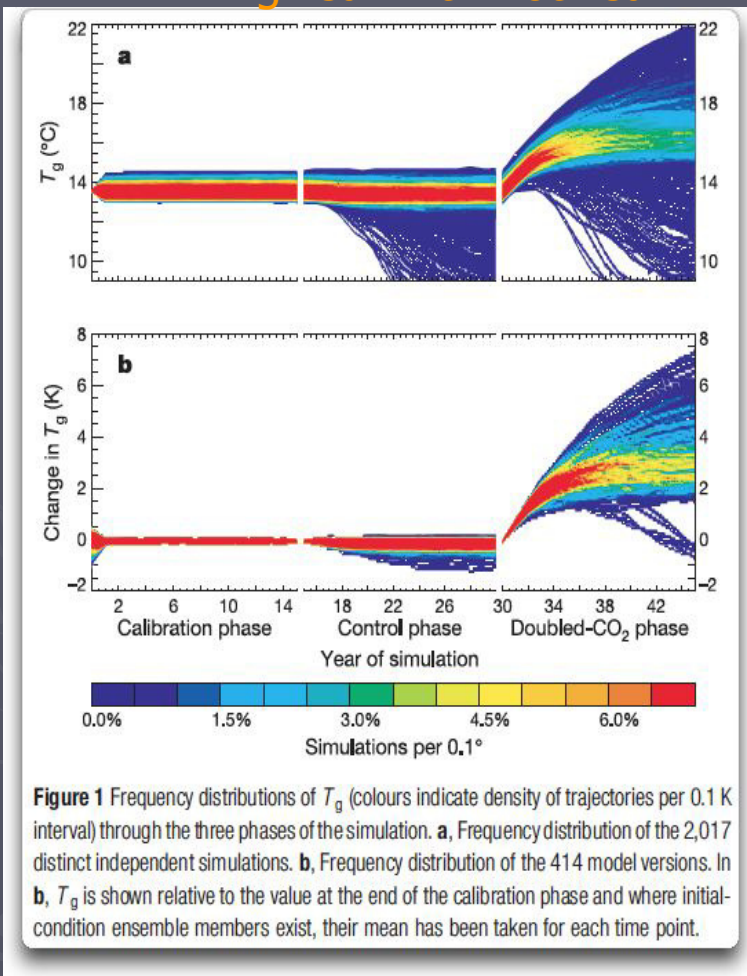 22
22
a
18
18
Tg (°C)
14
14
10
10
8
8
b
6
6
Change in Tg (K)
4
4
2
2
0
0
−2
−2
2 6 10 14 18 22 26 30 34 38 42
Calibration phase Control phase Doubled-CO2 phase
Year of simulation
0.0% 1.5% 3.0% 4.5% 6.0%
Simulations per 0.1°
Figure 1 Frequency distributions of Tg (colours indicate density of trajectories per 0.1 K
interval) through the three phases of the simulation. a, Frequency distribution of the 2,017
distinct independent simulations. b, Frequency distribution of the 414 model versions. In
b, Tg is shown relative to the value at the end of the calibration phase and where initial-
condition ensemble members exist, their mean has been taken for each time point.